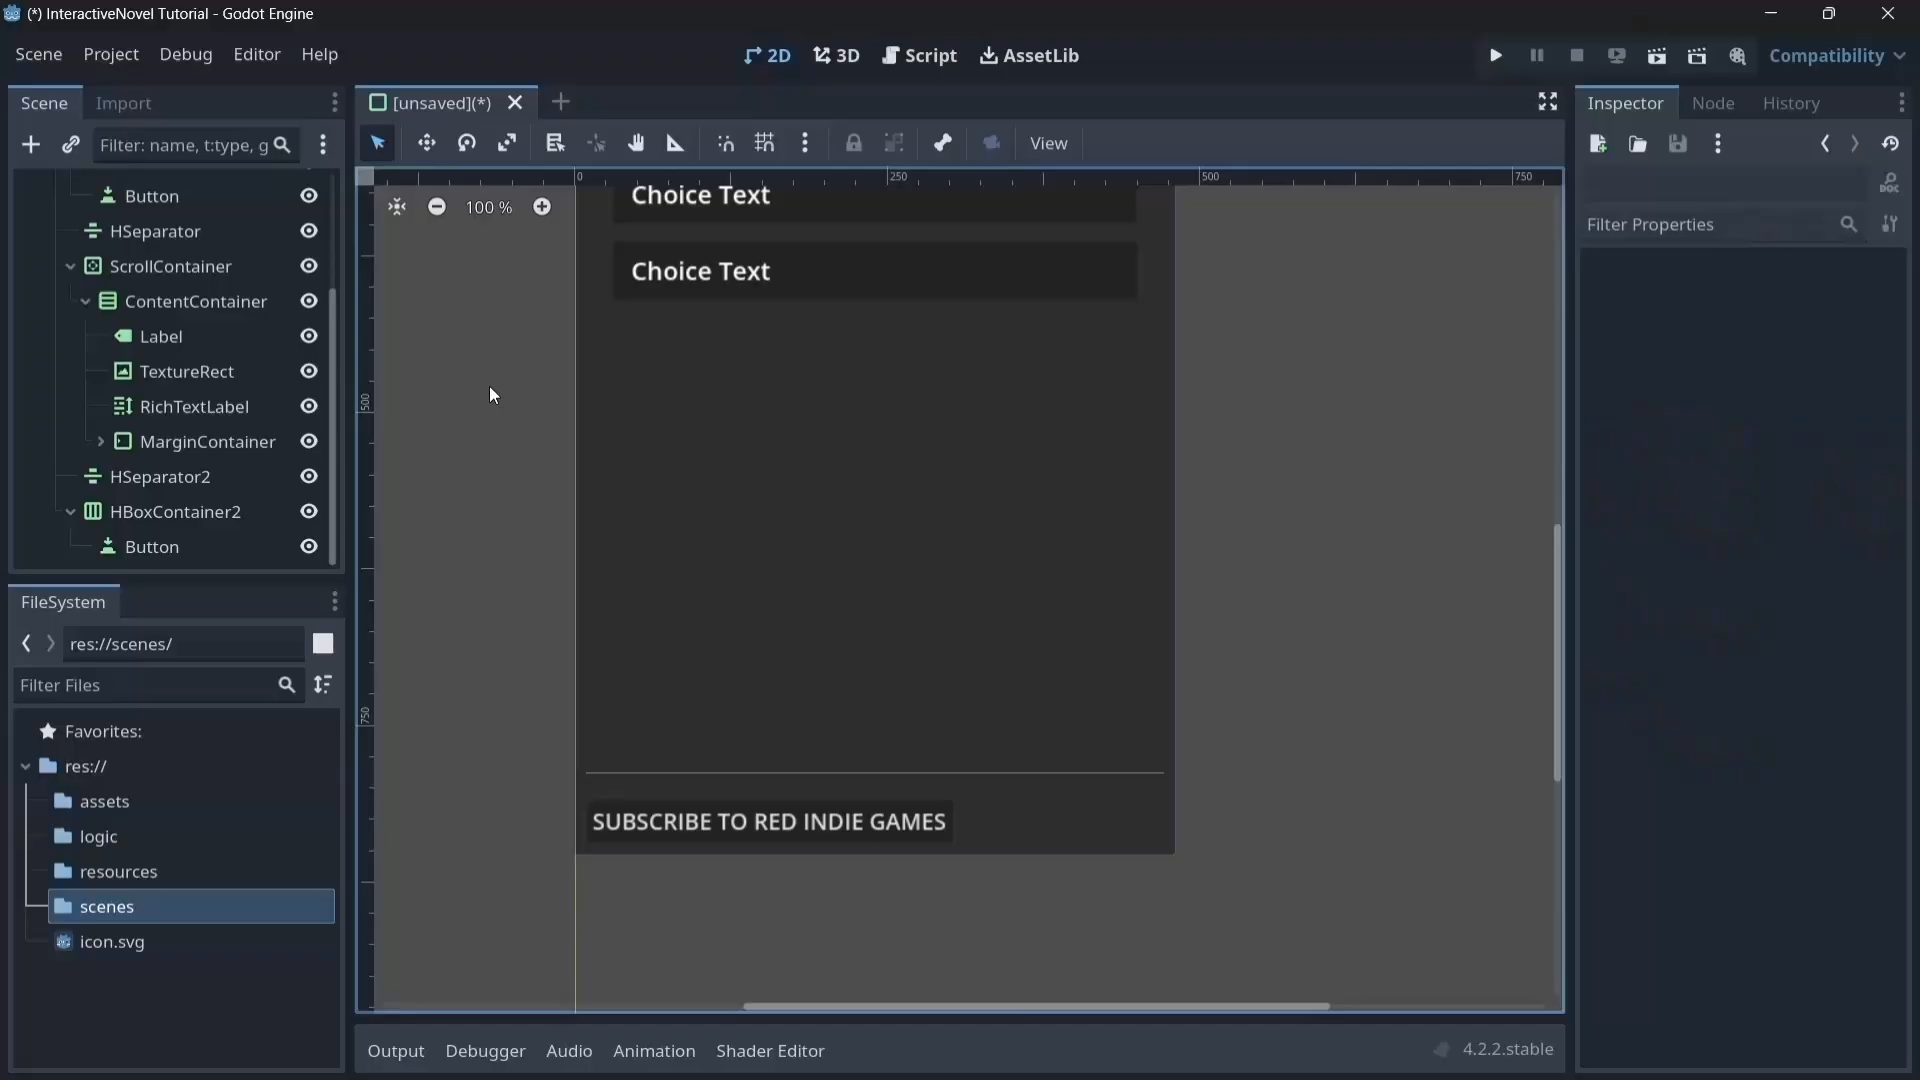 (*) InteractiveNovel Tutorial - Godot Engine
Scene Project Debug Editor Help
2D 3D Script AssetLib
Compatibility
Scene Import
Filter: name, t:type, g
Button
HSeparator
ScrollContainer
ContentContainer
Label
TextureRect
RichTextLabel
MarginContainer
HSeparator2
HBoxContainer2
Button
FileSystem
res://scenes/
Filter Files
Favorites:
res://
assets
logic
resources
scenes
icon.svg
[unsaved](*)
View
0 250 500 750
100 %
500
750
Choice Text
Choice Text
SUBSCRIBE TO RED INDIE GAMES
Output Debugger Audio Animation Shader Editor
4.2.2.stable
Inspector Node History
DOC
Filter Properties